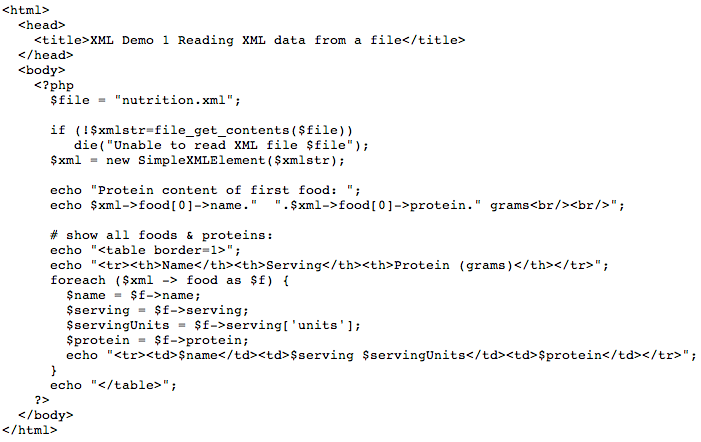 <html>
  <head>
    <title>XML Demo 1 Reading XML data from a file</title>
  </head>
  <body>
    <?php
      $file = "nutrition.xml";

      if (!$xmlstr=file_get_contents($file))
         die("Unable to read XML file $file");
      $xml = new SimpleXMLElement($xmlstr);

      echo "Protein content of first food: ";
      echo $xml->food[0]->name."  ".$xml->food[0]->protein." grams<br/><br/>";

      # show all foods & proteins:
      echo "<table border=1>";
      echo "<tr><th>Name</th><th>Serving</th><th>Protein (grams)</th></tr>";
      foreach ($xml -> food as $f) {
        $name = $f->name;
        $serving = $f->serving;
        $servingUnits = $f->serving['units'];
        $protein = $f->protein;
        echo "<tr><td>$name</td><td>$serving $servingUnits</td><td>$protein</td></tr>";
      }
      echo "</table>";
    ?>
  </body>
</html>